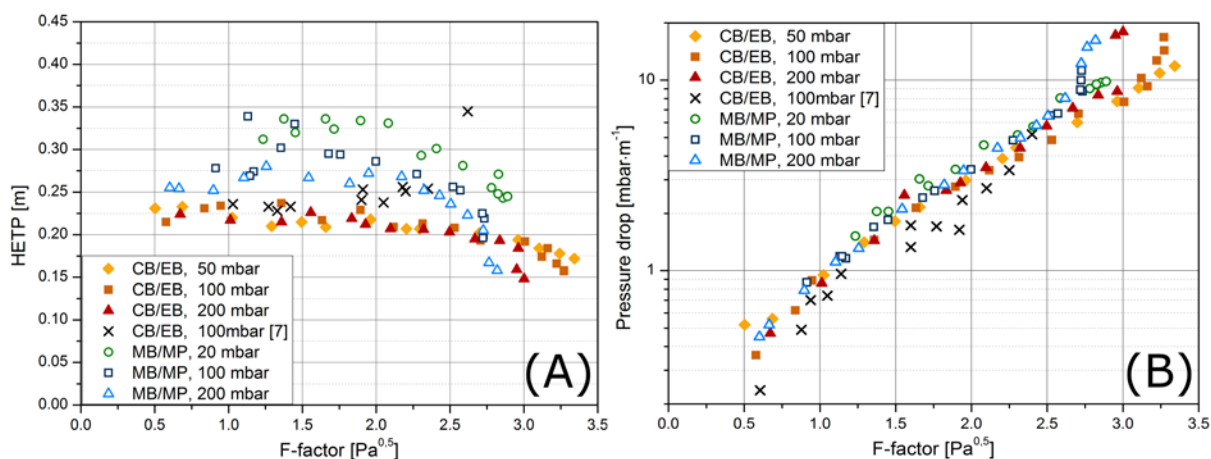 0.45
0.40
0.35
0.30
0.25
0.20
0.15
0.10
0.05
0.00
HETP [m]
CB/EB, 50 mbar
CB/EB, 100 mbar
CB/EB, 200 mbar
CB/EB, 100mbar [7]
MB/MP, 20 mbar
MB/MP, 100 mbar
MB/MP, 200 mbar
(A)
0.0 0.5 1.0 1.5 2.0 2.5 3.0 3.5
F-factor [Pa^0,5]
CB/EB, 50 mbar
CB/EB, 100 mbar
CB/EB, 200 mbar
CB/EB, 100mbar [7]
MB/MP, 20 mbar
MB/MP, 100 mbar
MB/MP, 200 mbar
10
1
Pressure drop [mbar·m^-1]
(B)
0.0 0.5 1.0 1.5 2.0 2.5 3.0 3.5
F-factor [Pa^0,5]